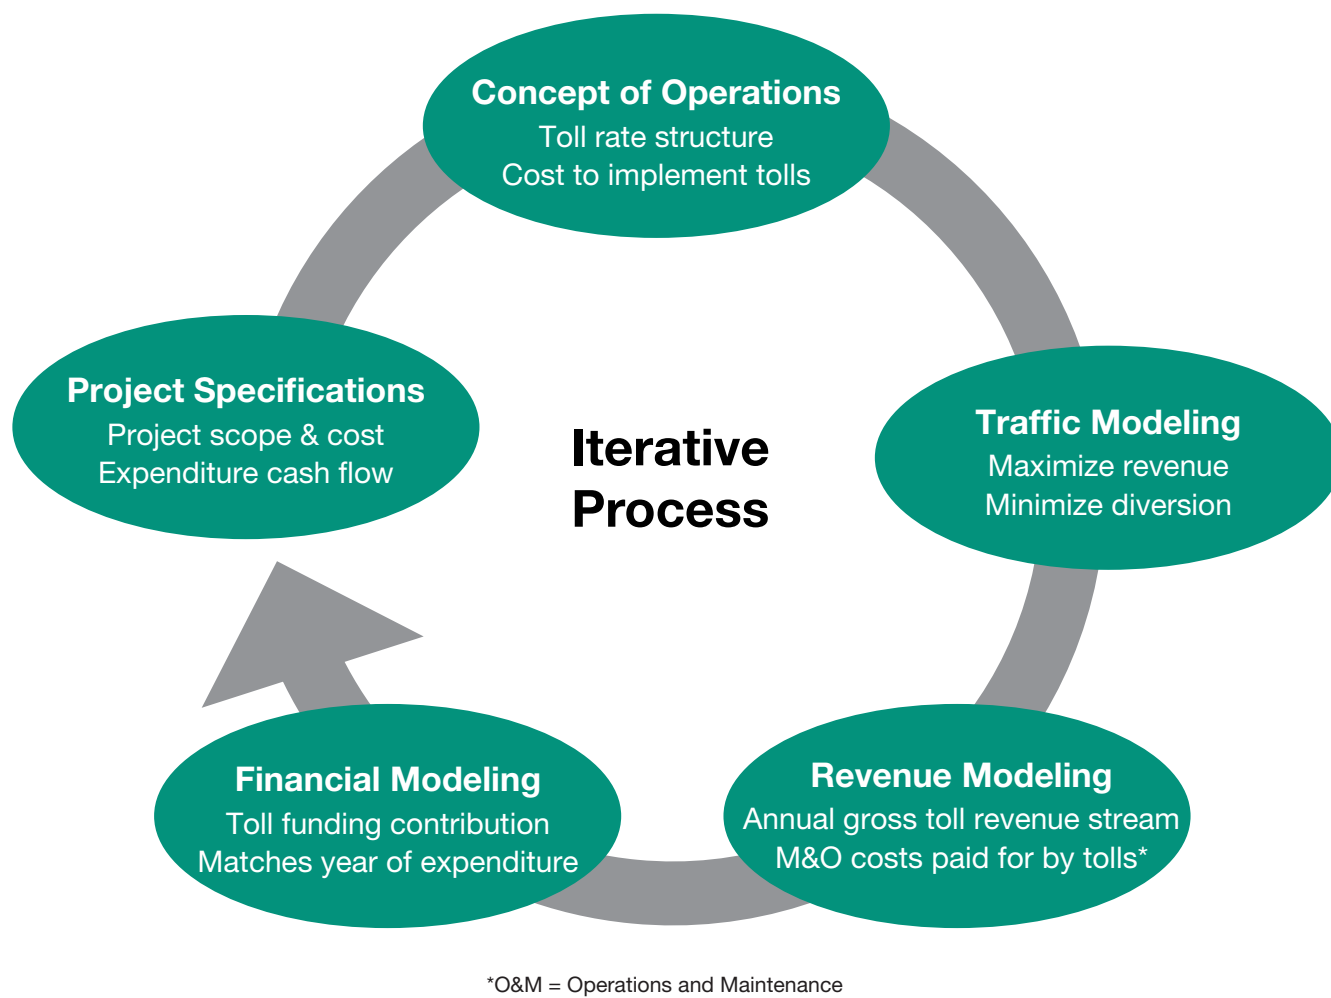 Concept of Operations
Toll rate structure
Cost to implement tolls
Project Specifications
Project scope & cost
Expenditure cash flow
Iterative
Process
Traffic Modeling
Maximize revenue
Minimize diversion
Financial Modeling
Toll funding contribution
Matches year of expenditure
Revenue Modeling
Annual gross toll revenue stream
M&O costs paid for by tolls*
*O&M = Operations and Maintenance